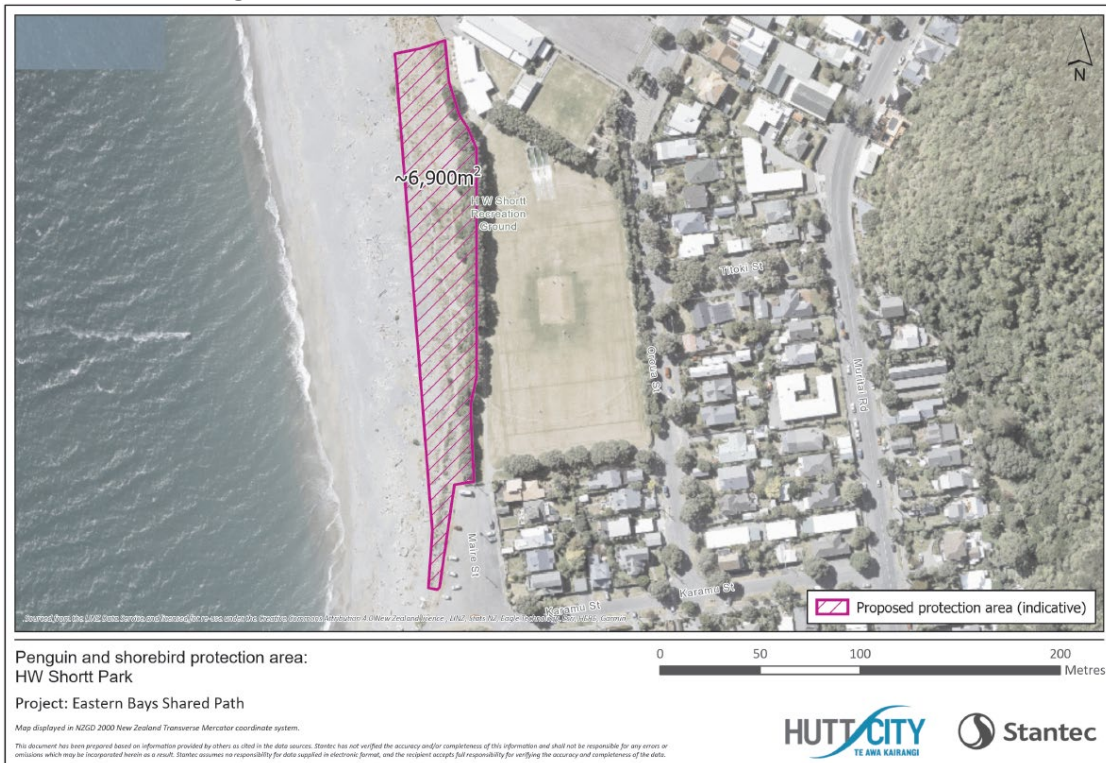 N
~6,900m²
H W Shortt
Recreation
Ground
Titoki St
Oroua St
Muritai Rd
Maire St
Karamu St
Karamu St
Proposed protection area (indicative)
Penguin and shorebird protection area:
HW Shortt Park
Project: Eastern Bays Shared Path
Map displayed in NZGD 2000 New Zealand Transverse Mercator coordinate system.
This document has been prepared based on information provided by others as cited in the data sources. Stantec has not verified the accuracy and/or completeness of this information and shall not be responsible for any errors or
omissions which may be incorporated herein as a result. Stantec assumes no responsibility for data supplied in electronic format, and the recipient accepts full responsibility for verifying the accuracy and completeness of the data.
0 50 100 200
Metres
HUTT CITY
TE AWA KAIRANGI
Stantec